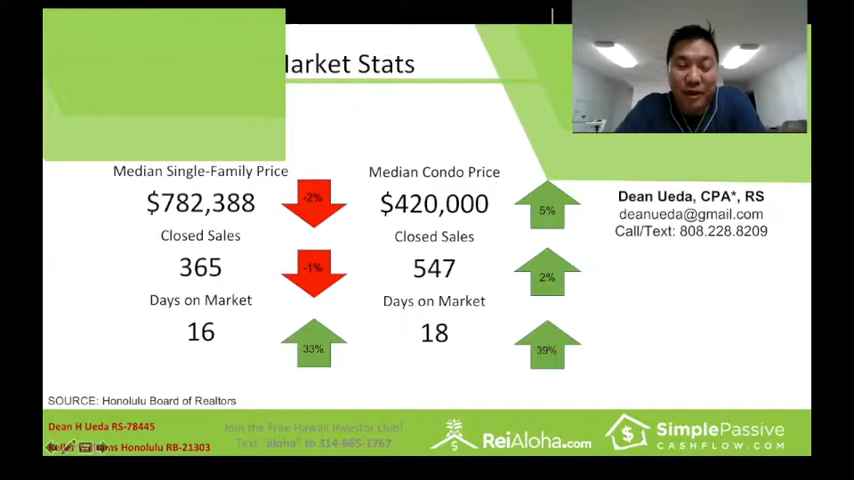 Market Stats
Median Single-Family Price
$782,388
-2%
Closed Sales
365
-1%
Days on Market
16
33%
Median Condo Price
$420,000
5%
Closed Sales
547
2%
Days on Market
18
39%
Dean Ueda, CPA*, RS
deanueda@gmail.com
Call/Text: 808.228.8209
SOURCE: Honolulu Board of Realtors
Dean H Ueda RS-78445
Honolulu RB-21303
Join the Free Hawaii Investor club!
Text "aloha" to 314-665-1767
ReiAloha.com
SimplePassive
CASHFLOW.COM